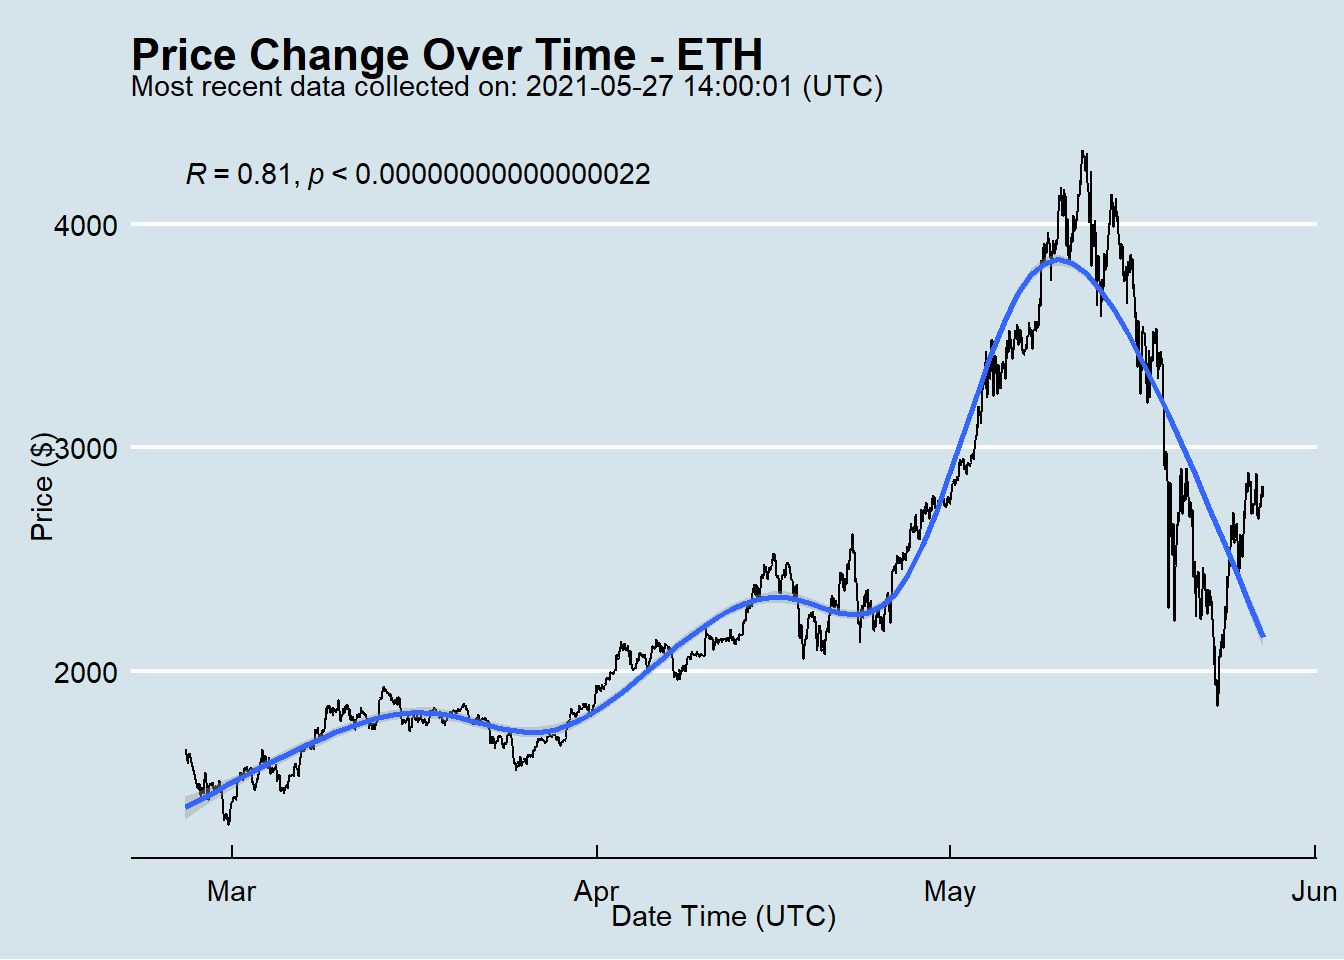 Price Change Over Time - ETH
Most recent data collected on: 2021-05-27 14:00:01 (UTC)
R = 0.81, p < 0.00000000000000022
4000
3000
2000
Price ($)
Mar
Apr
May
Jun
Date Time (UTC)